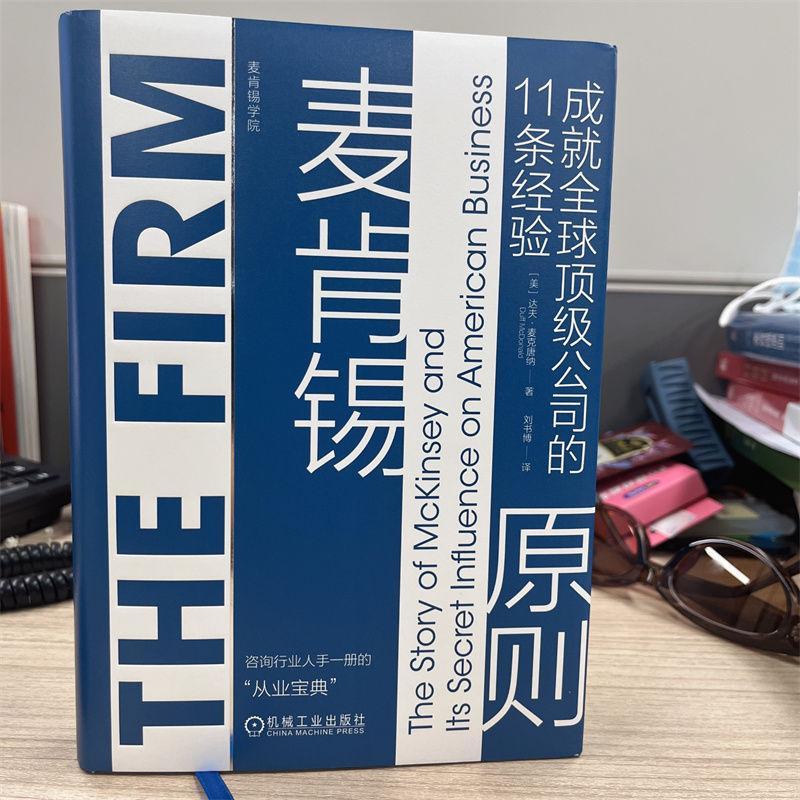 THE FIRM
麦肯锡学院
麦肯锡
The Story of McKinsey and
Its Secret Influence on American Business
成就全球顶级公司的
11条经验
[美]达夫·麦克唐纳——著
Duff McDonald
刘书博——译
原则
咨询行业人手一册的
“从业宝典”
机械工业出版社
CHINA MACHINE PRESS